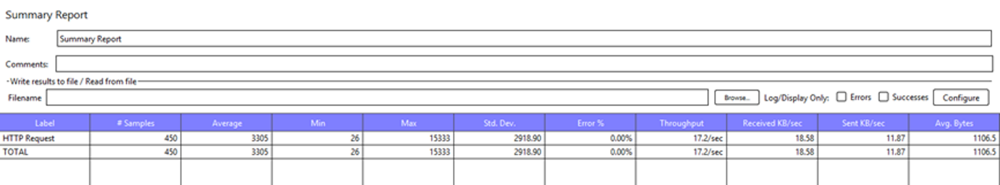 Summary Report
Name: Summary Report
Comments:
Write results to file / Read from file
Filename Browse... Log/Display Only: Errors Successes Configure
Label # Samples Average Min Max Std. Dev. Error % Throughput Received KB/sec Sent KB/sec Avg. Bytes
HTTP Request 450 3305 26 15333 2918.90 0.00% 17.2/sec 18.58 11.87 1106.5
TOTAL 450 3305 26 15333 2918.90 0.00% 17.2/sec 18.58 11.87 1106.5